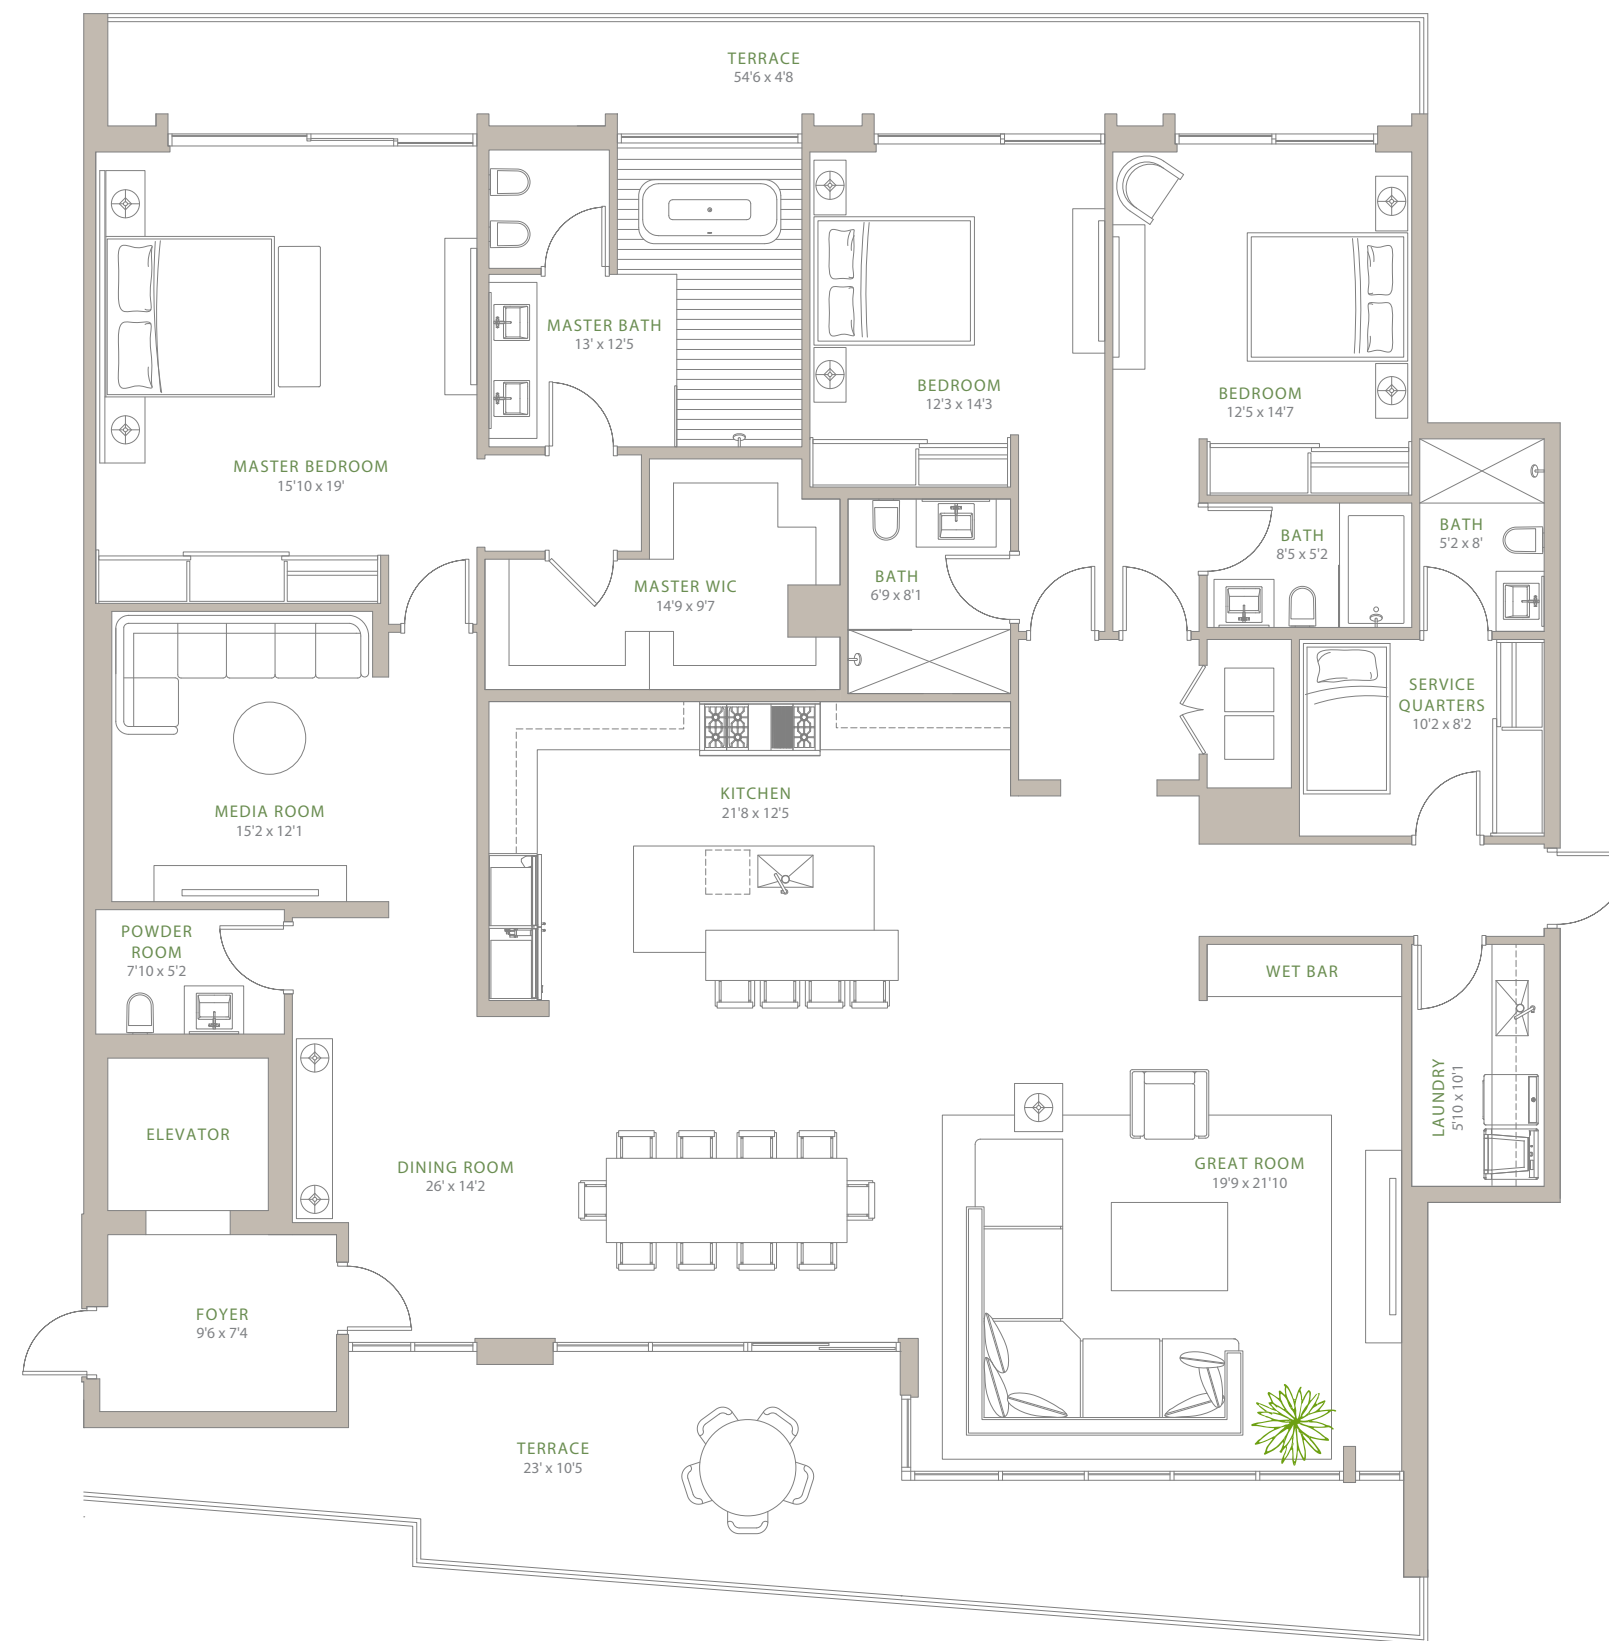 TERRACE
54'6 x 4'8
MASTER BATH
13' x 12'5
BEDROOM
12'3 x 14'3
BEDROOM
12'5 x 14'7
MASTER BEDROOM
15'10 x 19'
BATH
8'5 x 5'2
BATH
5'2 x 8'
MASTER WIC
14'9 x 9'7
BATH
6'9 x 8'1
SERVICE
QUARTERS
10'2 x 8'2
MEDIA ROOM
15'2 x 12'1
KITCHEN
21'8 x 12'5
POWDER
ROOM
7'10 x 5'2
WET BAR
LAUNDRY
5'10 x 10'1
ELEVATOR
DINING ROOM
26' x 14'2
GREAT ROOM
19'9 x 21'10
FOYER
9'6 x 7'4
TERRACE
23' x 10'5